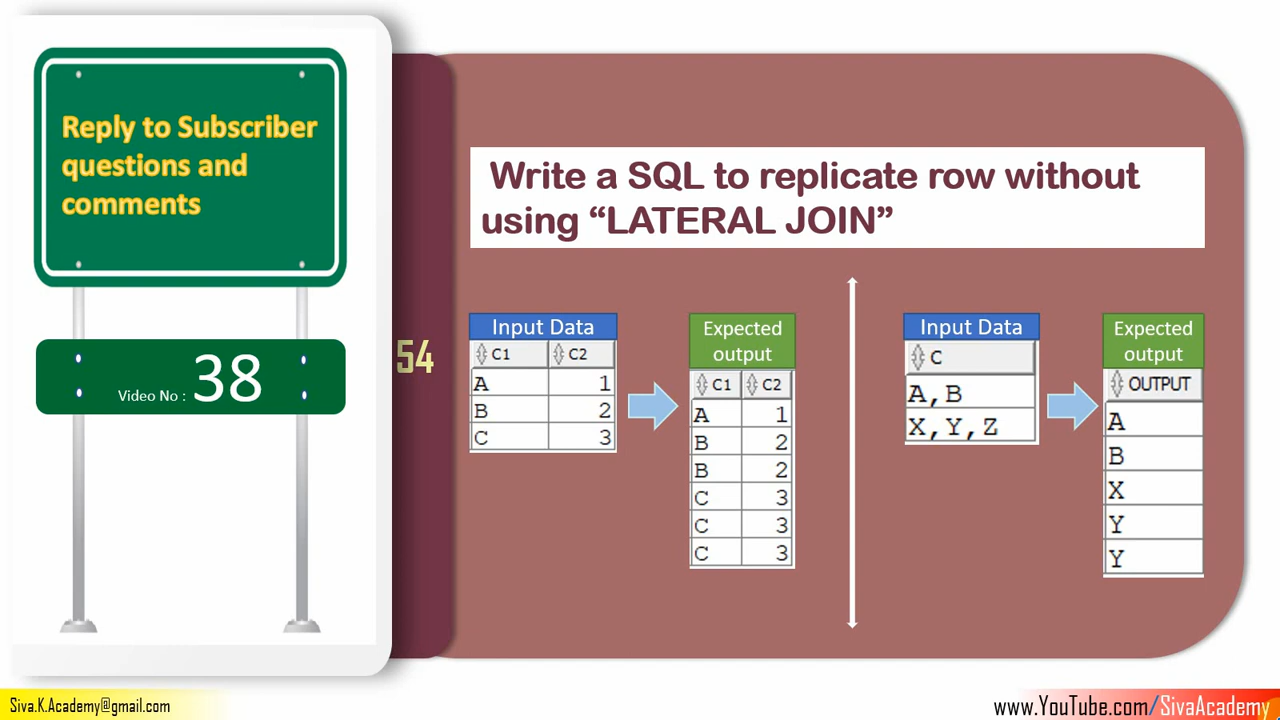 Reply to Subscriber
questions and
comments
Video No : 38
54
Write a SQL to replicate row without
using “LATERAL JOIN”
Input Data
C1 C2
A 1
B 2
C 3
Expected
output
C1 C2
A 1
B 2
B 2
C 3
C 3
C 3
Input Data
C
A,B
X,Y,Z
Expected
output
OUTPUT
A
B
X
Y
Y
Siva.K.Academy@gmail.com
www.YouTube.com/SivaAcademy